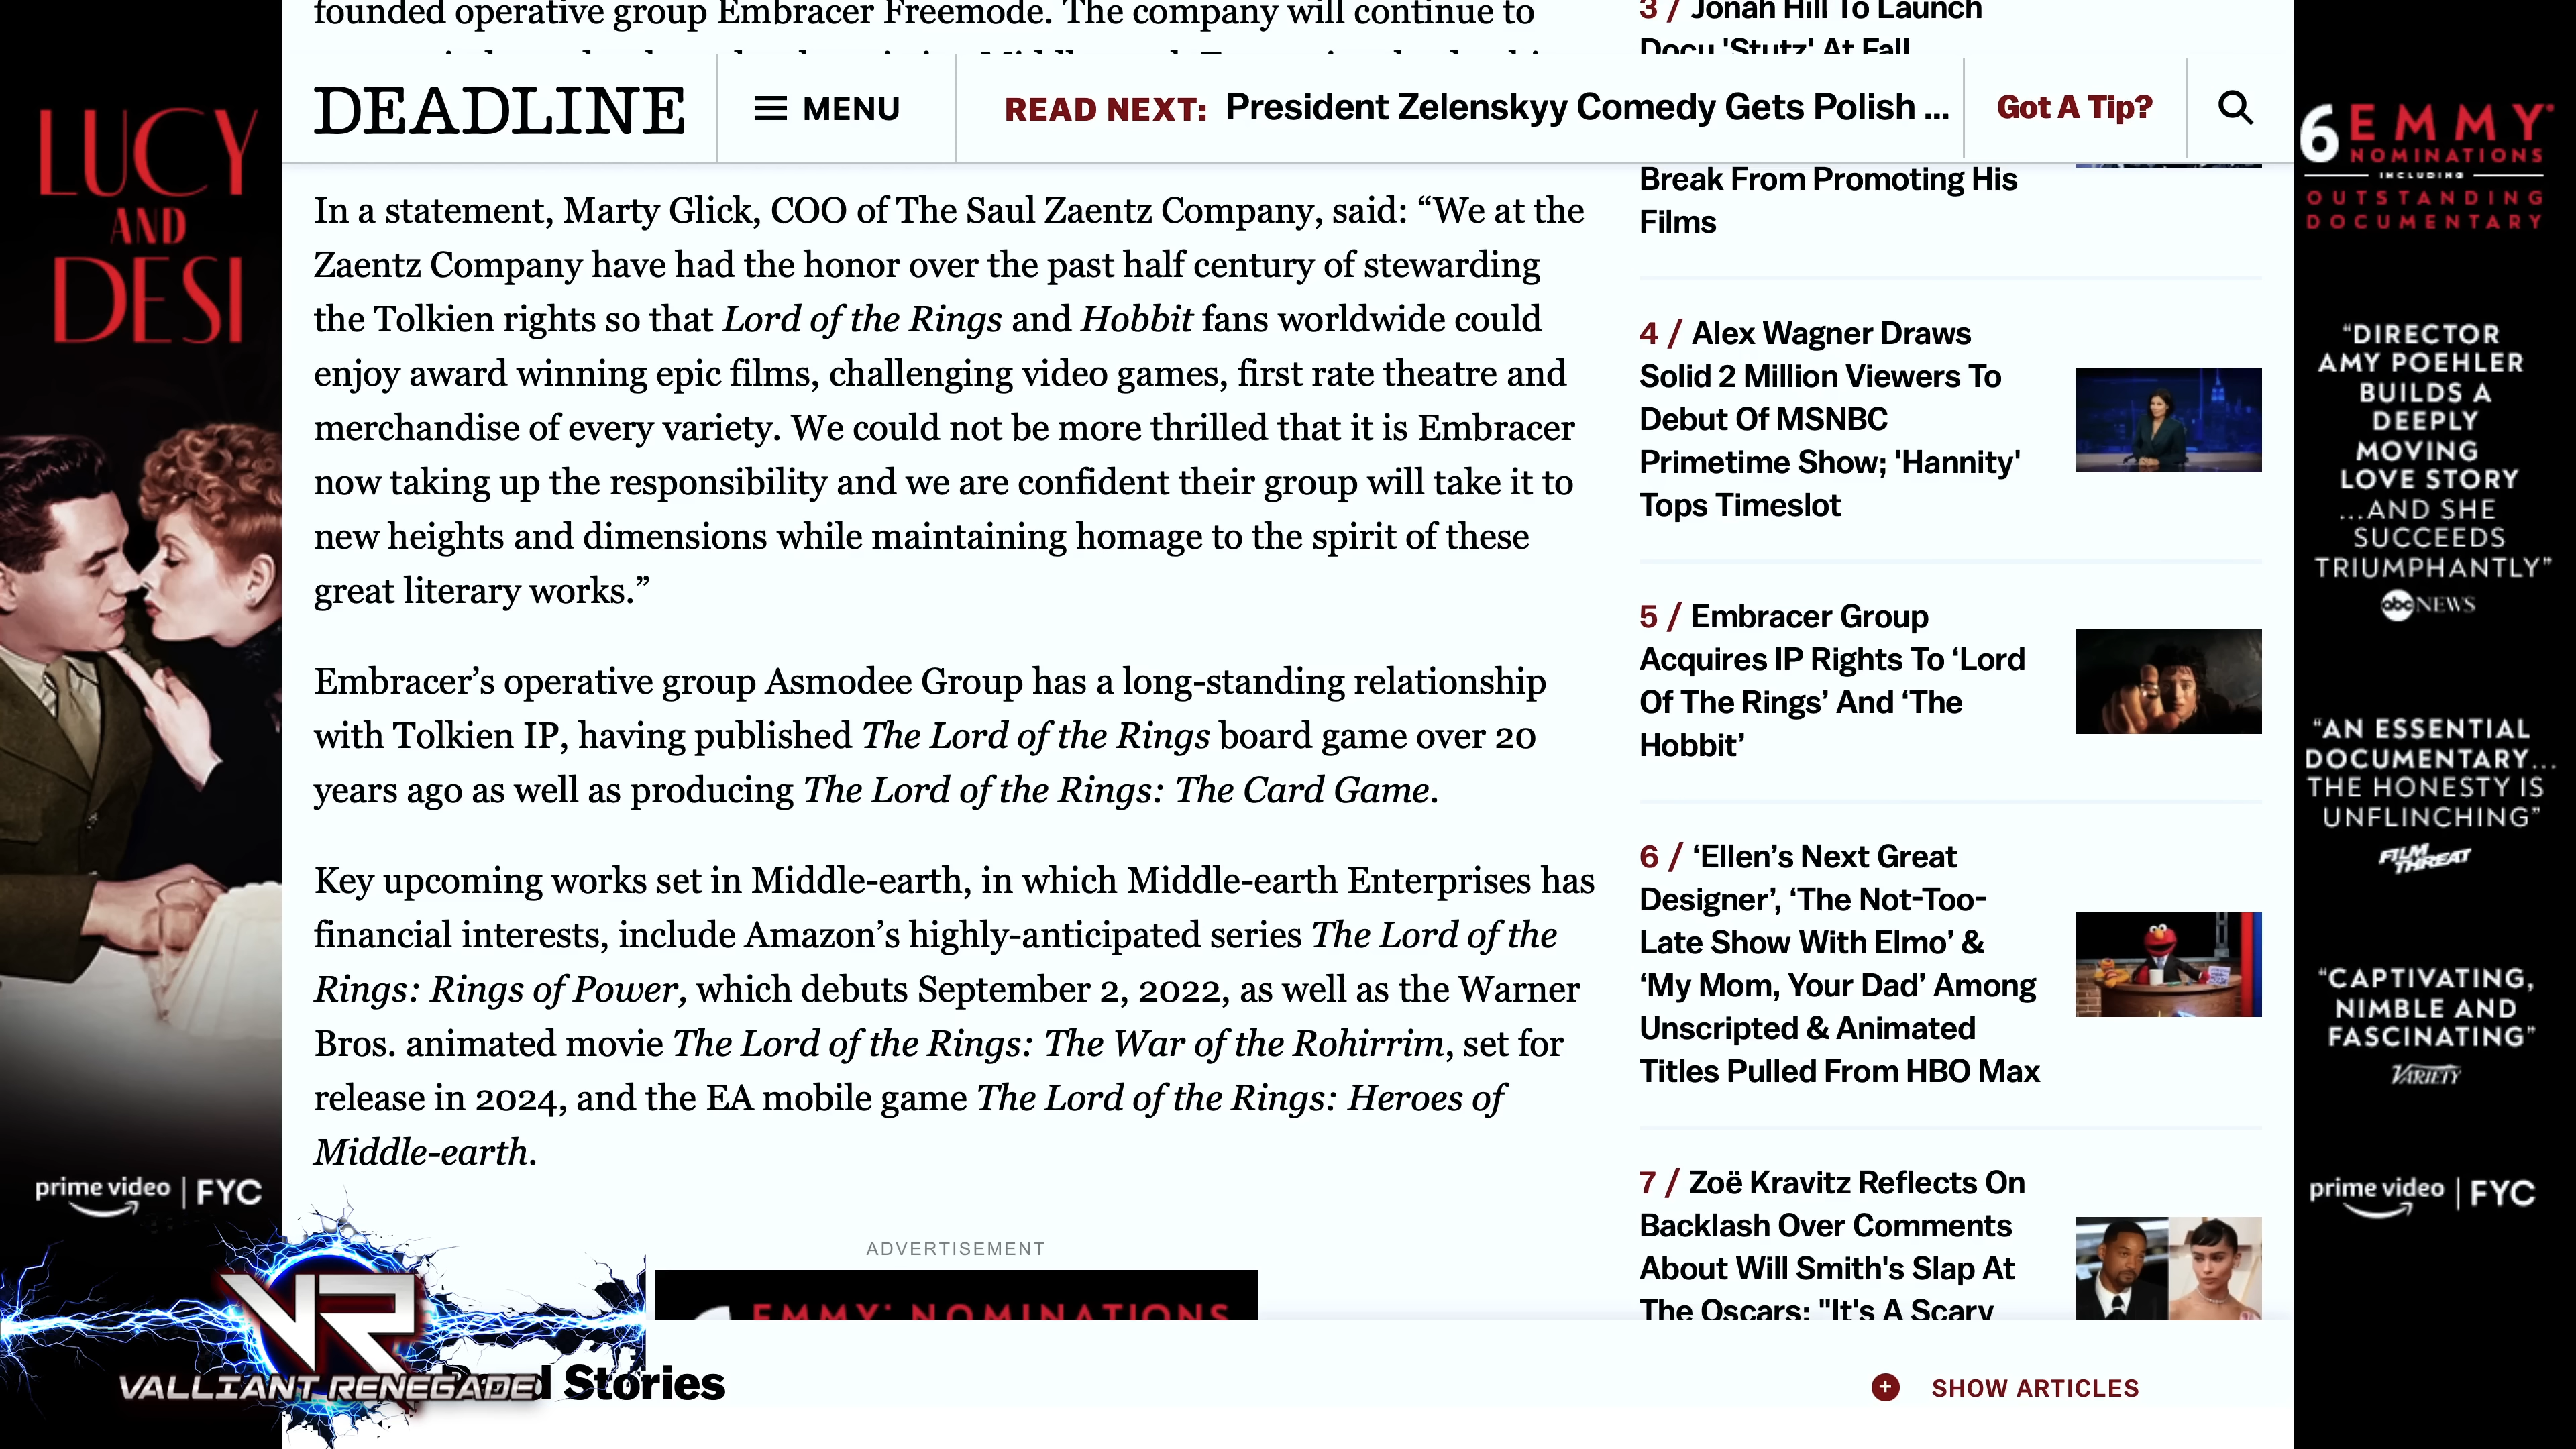 founded operative group Embracer Freemode. The company will continue to
DEADLINE
MENU
READ NEXT: President Zelenskyy Comedy Gets Polish ...
Got A Tip?
In a statement, Marty Glick, COO of The Saul Zaentz Company, said: “We at the
Zaentz Company have had the honor over the past half century of stewarding
the Tolkien rights so that Lord of the Rings and Hobbit fans worldwide could
enjoy award winning epic films, challenging video games, first rate theatre and
merchandise of every variety. We could not be more thrilled that it is Embracer
now taking up the responsibility and we are confident their group will take it to
new heights and dimensions while maintaining homage to the spirit of these
great literary works.”
Embracer’s operative group Asmodee Group has a long-standing relationship
with Tolkien IP, having published The Lord of the Rings board game over 20
years ago as well as producing The Lord of the Rings: The Card Game.
Key upcoming works set in Middle-earth, in which Middle-earth Enterprises has
financial interests, include Amazon’s highly-anticipated series The Lord of the
Rings: Rings of Power, which debuts September 2, 2022, as well as the Warner
Bros. animated movie The Lord of the Rings: The War of the Rohirrim, set for
release in 2024, and the EA mobile game The Lord of the Rings: Heroes of
Middle-earth.
ADVERTISEMENT
EMMY® NOMINATIONS
Stories
SHOW ARTICLES
3 / Jonah Hill To Launch
Docu 'Stutz' At Fall
Break From Promoting His
Films
4 / Alex Wagner Draws
Solid 2 Million Viewers To
Debut Of MSNBC
Primetime Show; 'Hannity'
Tops Timeslot
5 / Embracer Group
Acquires IP Rights To ‘Lord
Of The Rings’ And ‘The
Hobbit’
6 / ‘Ellen’s Next Great
Designer’, ‘The Not-Too-
Late Show With Elmo’ &
‘My Mom, Your Dad’ Among
Unscripted & Animated
Titles Pulled From HBO Max
7 / Zoë Kravitz Reflects On
Backlash Over Comments
About Will Smith's Slap At
The Oscars: "It's A Scary
LUCY
AND
DESI
prime video | FYC
VR
VALLIANT RENEGADE
6 EMMY®
NOMINATIONS
INCLUDING
OUTSTANDING
DOCUMENTARY
“DIRECTOR
AMY POEHLER
BUILDS A
DEEPLY
MOVING
LOVE STORY
...AND SHE
SUCCEEDS
TRIUMPHANTLY”
abc NEWS
“AN ESSENTIAL
DOCUMENTARY...
THE HONESTY IS
UNFLINCHING”
FILM THREAT
“CAPTIVATING,
NIMBLE AND
FASCINATING”
VARIETY
prime video | FYC